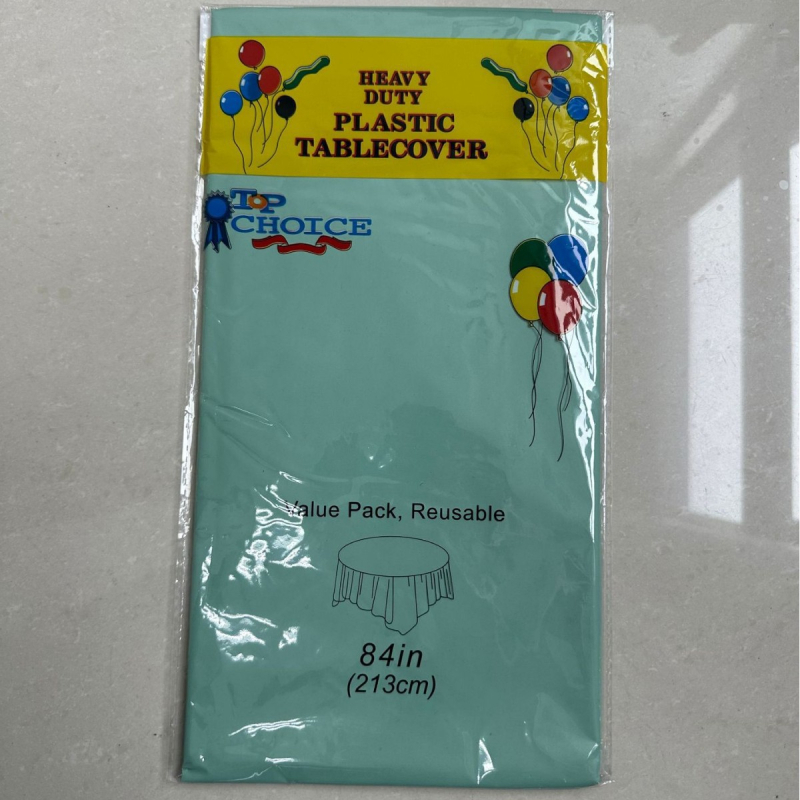 HEAVY
DUTY
PLASTIC
TABLECOVER
TOP
CHOICE
Value Pack, Reusable
84in
(213cm)